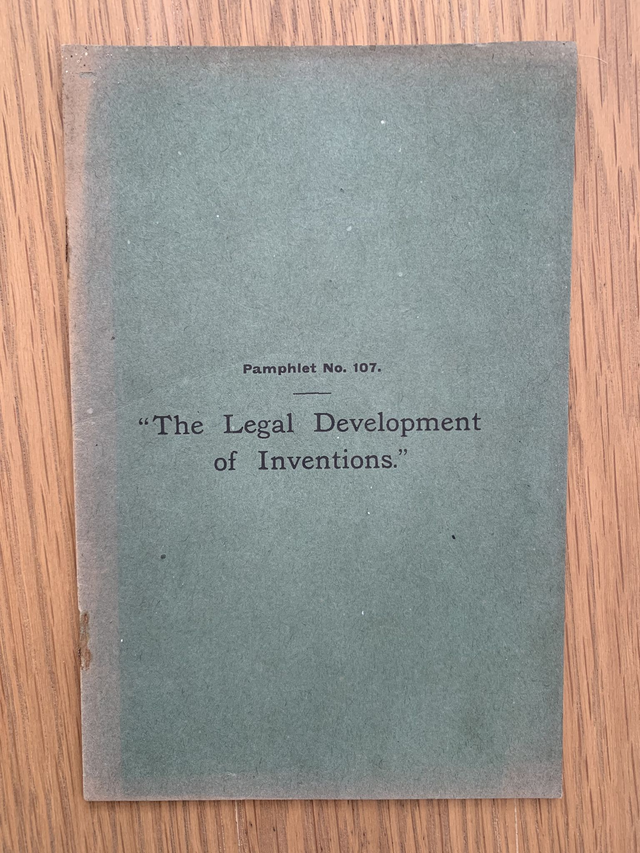 Pamphlet No. 107.
“The Legal Development
of Inventions.”